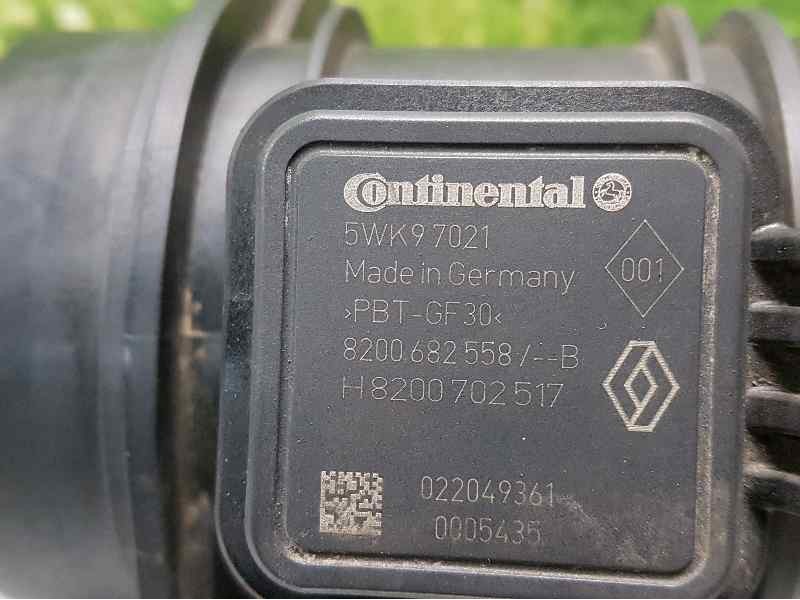 Continental
5WK9 7021
Made in Germany
001
>PBT-GF30<
8200 682 558 /--B
H 8200 702 517
022049361
0005435